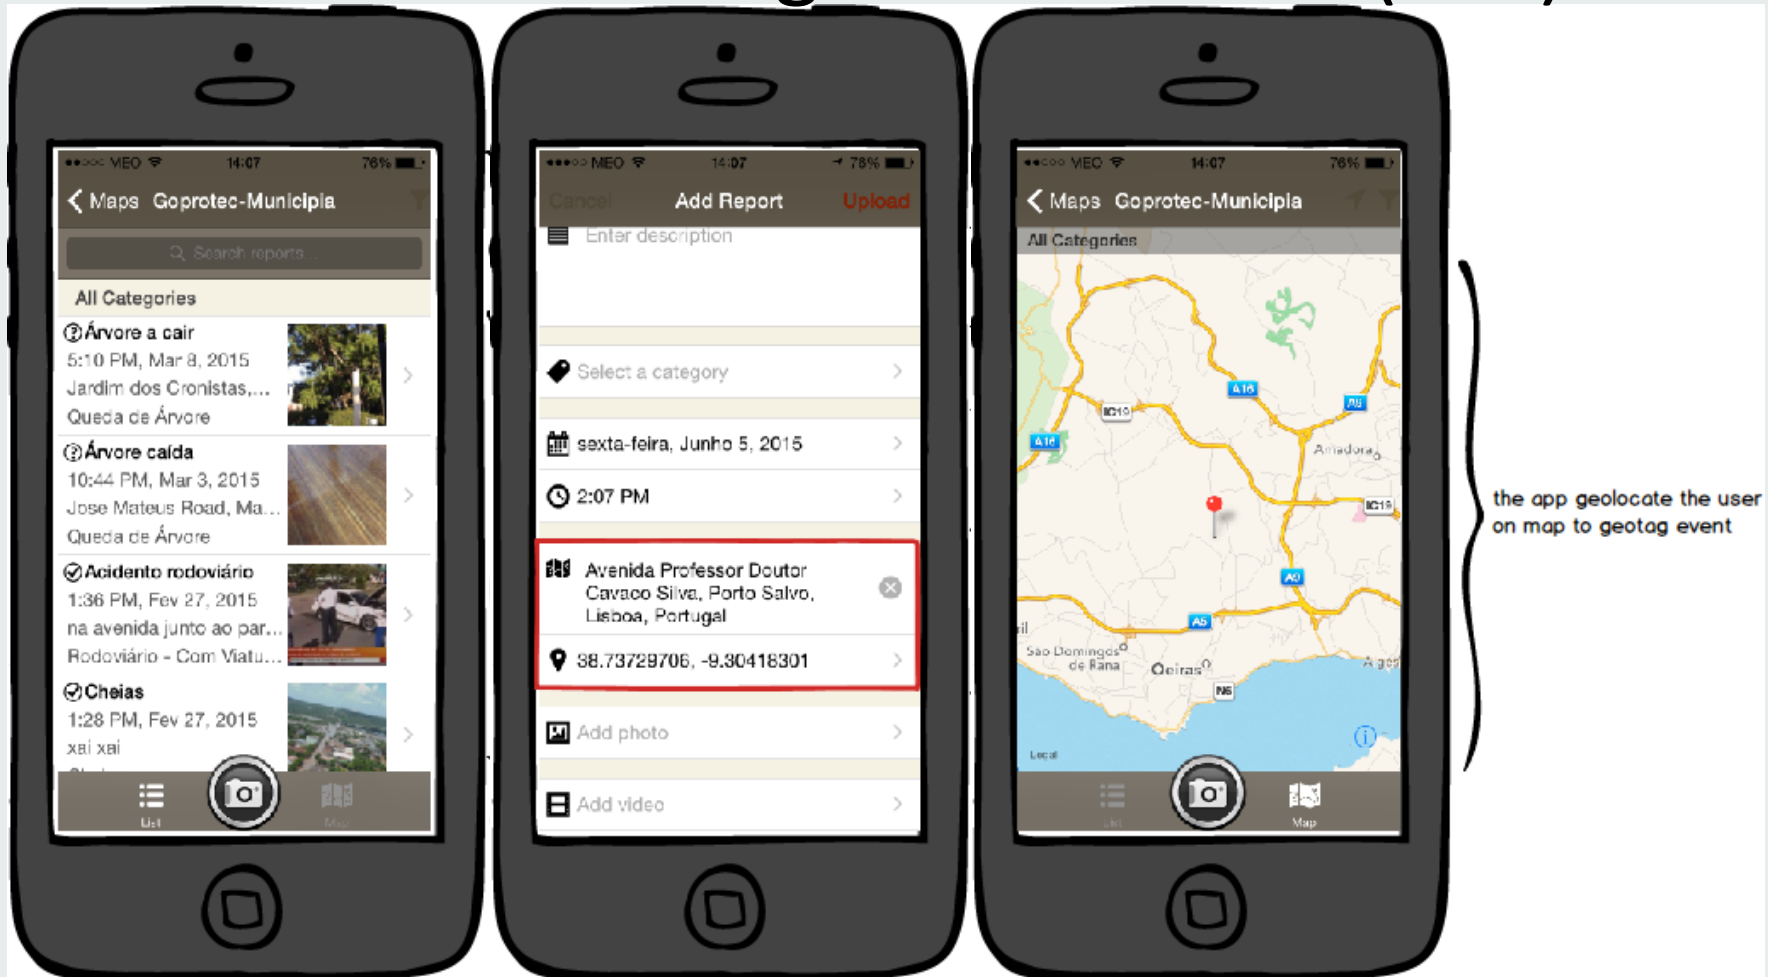 MEO 14:07 76%
Maps Goprotec-Municipia
Search reports...
All Categories
Árvore a cair
5:10 PM, Mar 8, 2015
Jardim dos Cronistas,...
Queda de Árvore
Árvore caída
10:44 PM, Mar 3, 2015
Jose Mateus Road, Ma...
Queda de Árvore
Acidento rodoviário
1:36 PM, Fev 27, 2015
na avenida junto ao par...
Rodoviário - Com Viatu...
Cheias
1:28 PM, Fev 27, 2015
xai xai
List
Map
MEO 14:07 76%
Cancel Add Report Upload
Enter description
Select a category
sexta-feira, Junho 5, 2015
2:07 PM
Avenida Professor Doutor
Cavaco Silva, Porto Salvo,
Lisboa, Portugal
38.73729706, -9.30418301
Add photo
Add video
MEO 14:07 76%
Maps Goprotec-Municipia
All Categories
A16
IC19
A9
A16
Amadora
IC19
A9
A5
São Domingos
de Rana
Oeiras
N6
Legal
List
Map
the app geolocate the user
on map to geotag event